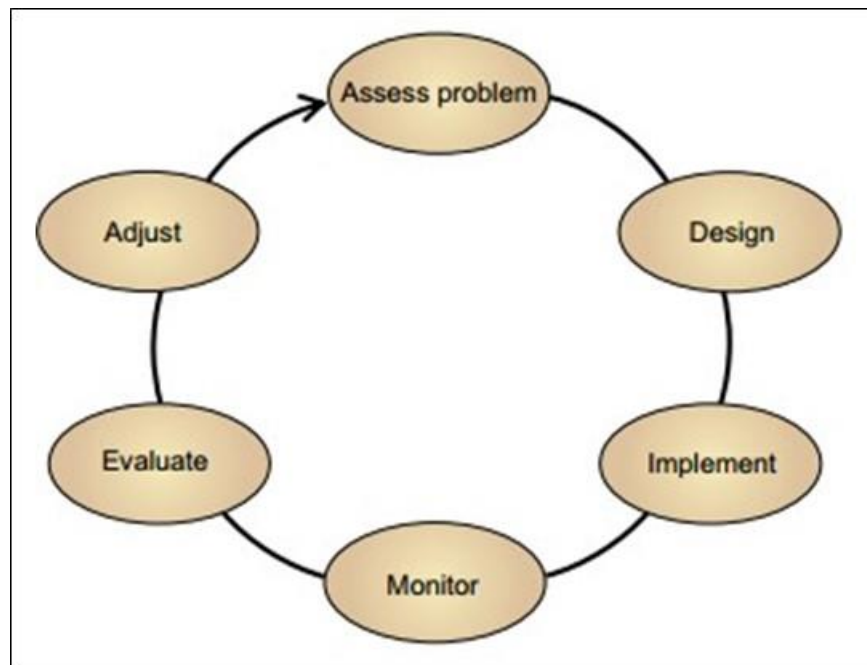 Assess problem
Design
Implement
Monitor
Evaluate
Adjust